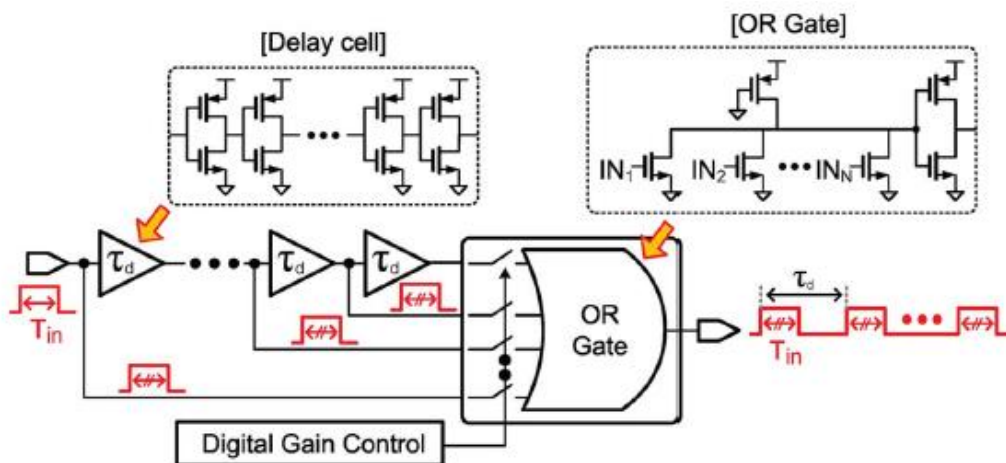 [Delay cell]
[OR Gate]
IN1
IN2
INN
τd
τd
τd
τd
Tin
OR
Gate
Tin
Digital Gain Control